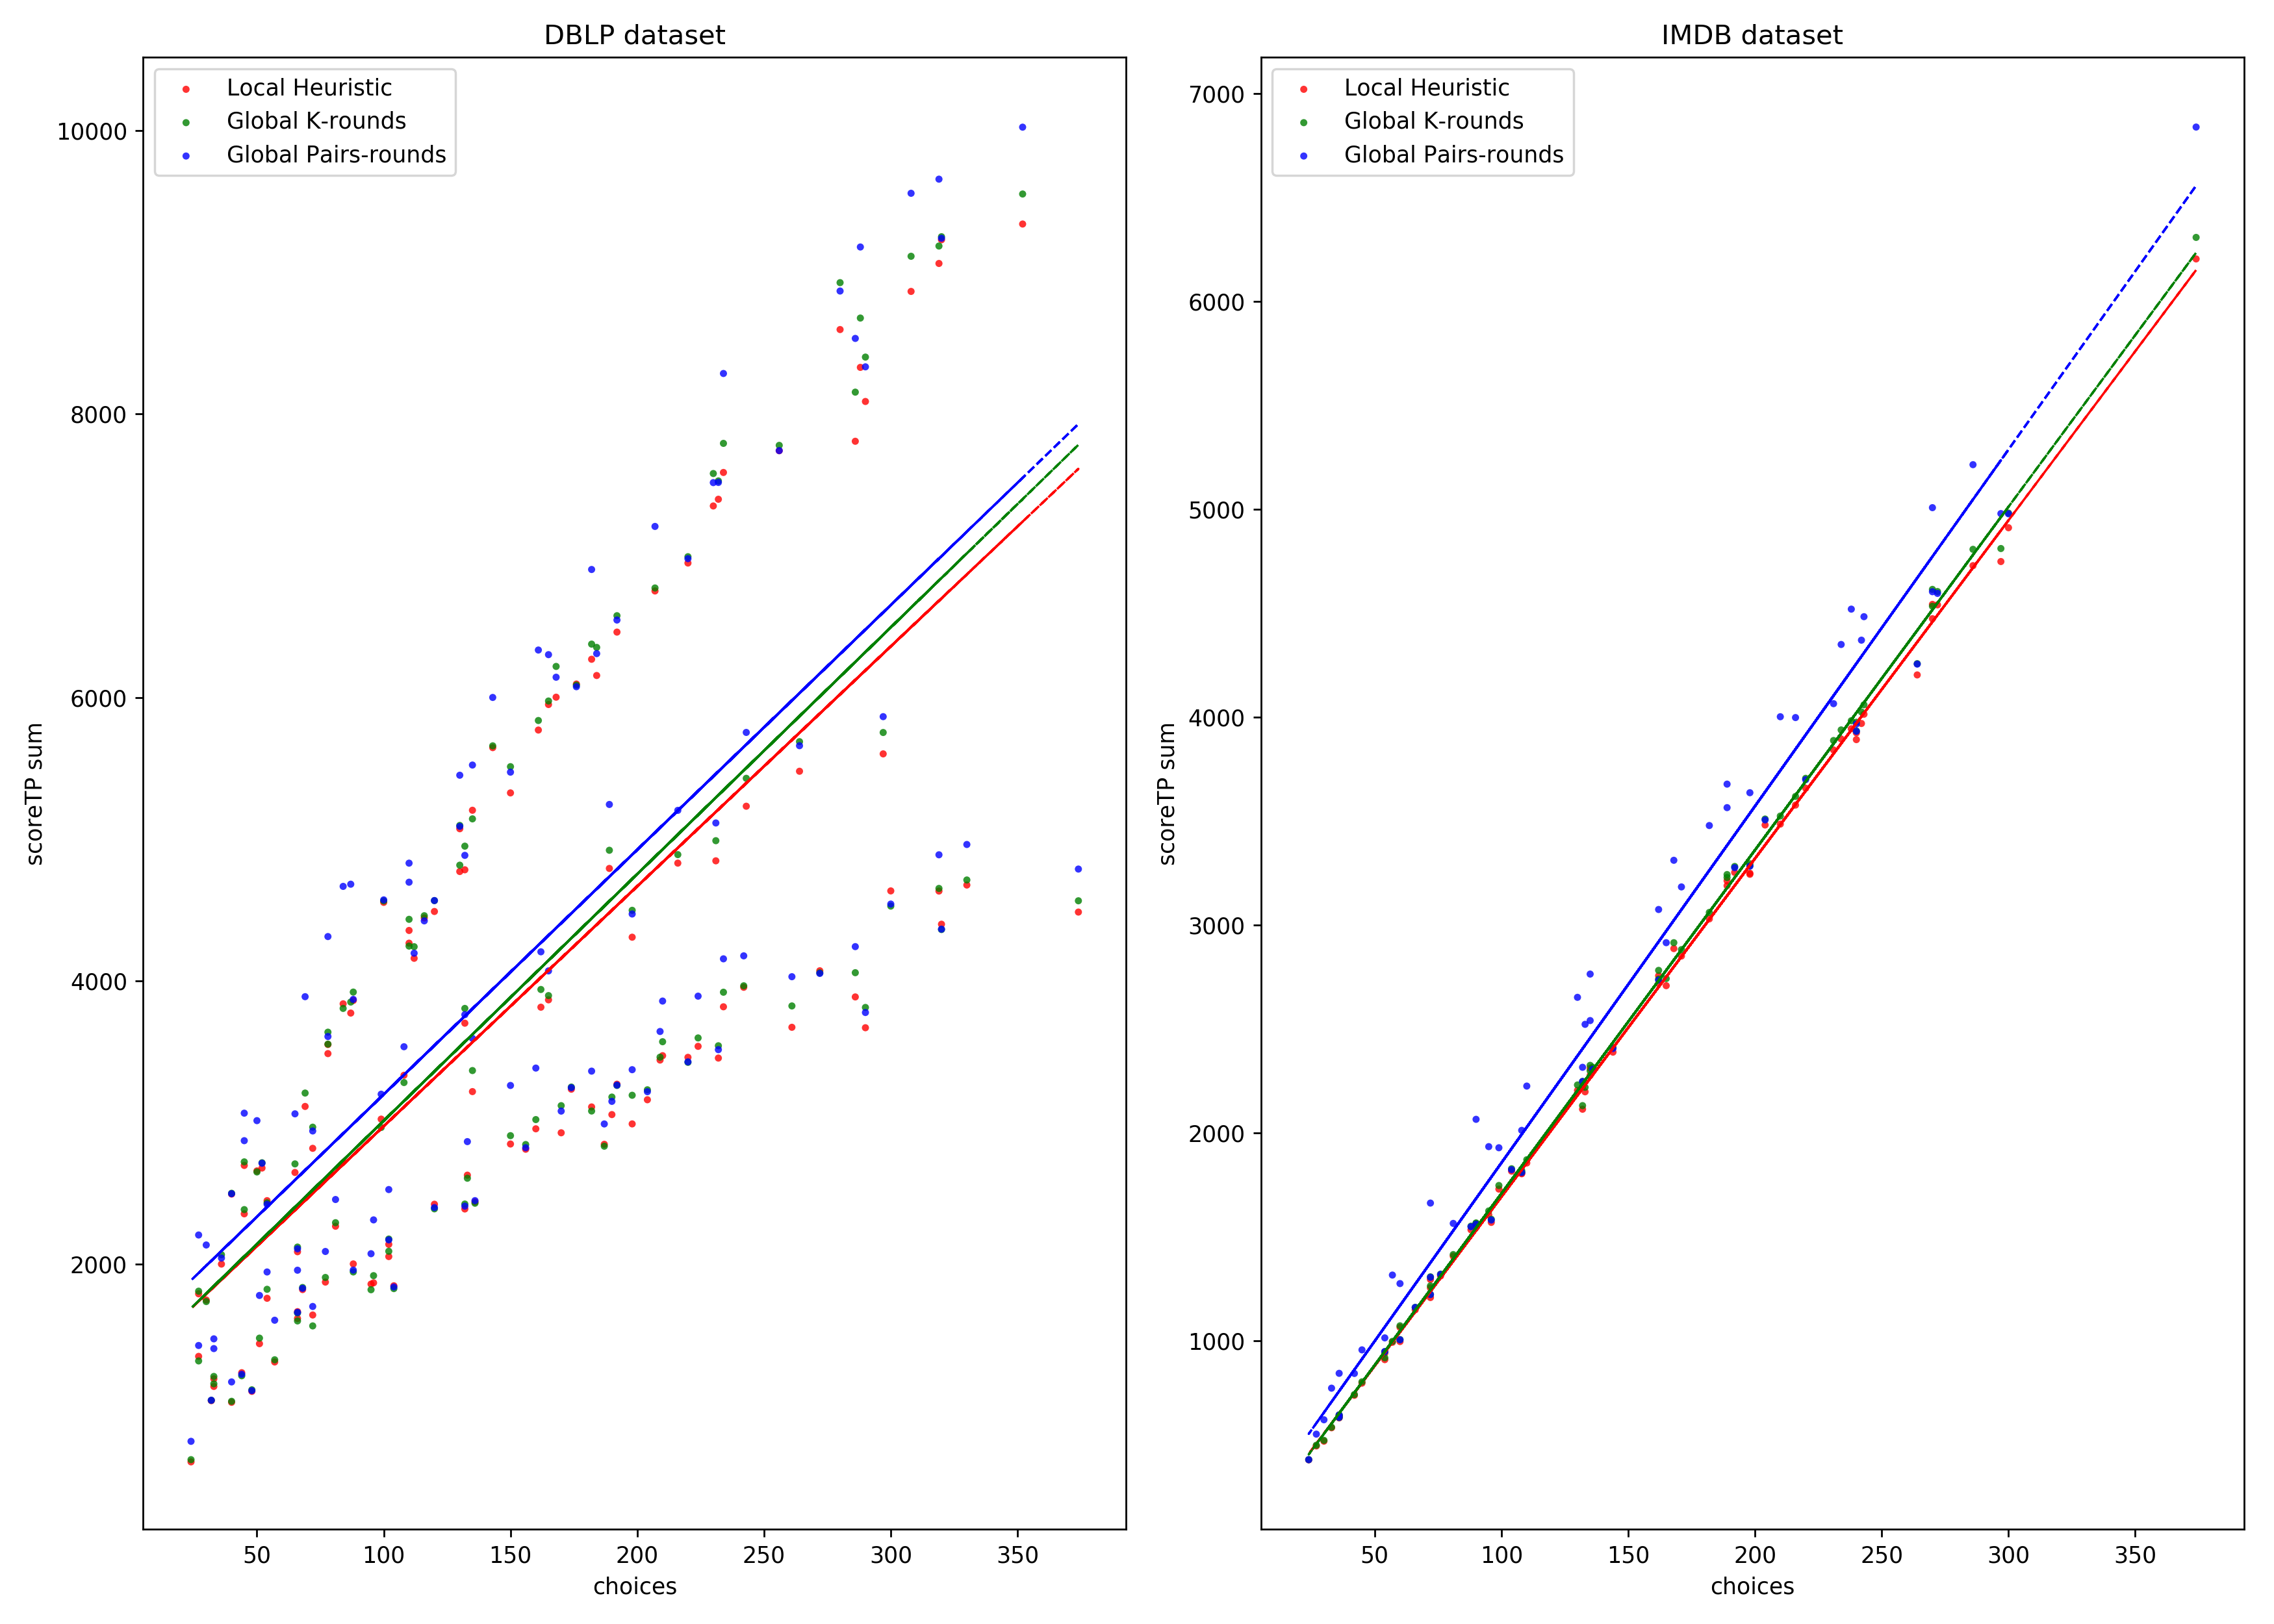 DBLP dataset
Local Heuristic
Global K-rounds
Global Pairs-rounds
10000
8000
6000
4000
2000
scoreTP sum
50 100 150 200 250 300 350
choices
IMDB dataset
Local Heuristic
Global K-rounds
Global Pairs-rounds
7000
6000
5000
4000
3000
2000
1000
scoreTP sum
50 100 150 200 250 300 350
choices